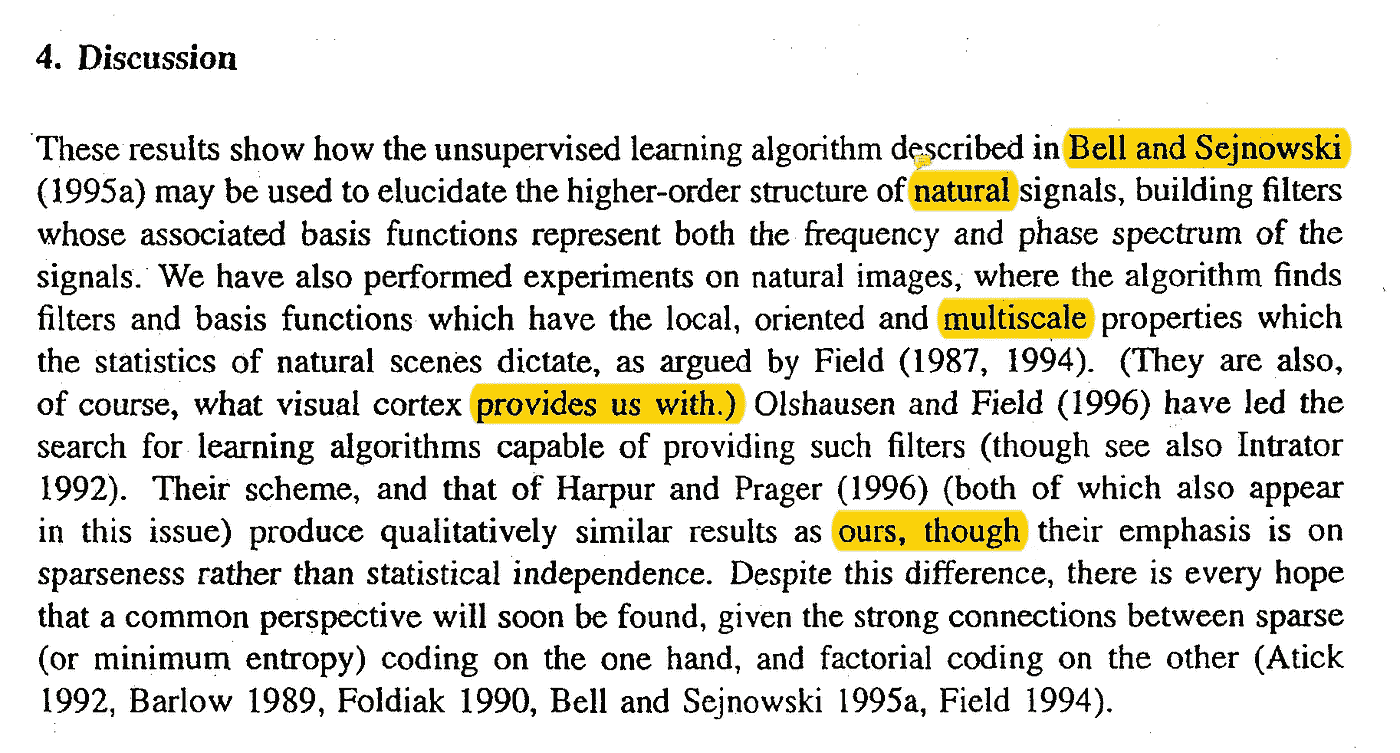 4. Discussion
These results show how the unsupervised learning algorithm described in Bell and Sejnowski
(1995a) may be used to elucidate the higher-order structure of natural signals, building filters
whose associated basis functions represent both the frequency and phase spectrum of the
signals. We have also performed experiments on natural images, where the algorithm finds
filters and basis functions which have the local, oriented and multiscale properties which
the statistics of natural scenes dictate, as argued by Field (1987, 1994). (They are also,
of course, what visual cortex provides us with.) Olshausen and Field (1996) have led the
search for learning algorithms capable of providing such filters (though see also Intrator
1992). Their scheme, and that of Harpur and Prager (1996) (both of which also appear
in this issue) produce qualitatively similar results as ours, though their emphasis is on
sparseness rather than statistical independence. Despite this difference, there is every hope
that a common perspective will soon be found, given the strong connections between sparse
(or minimum entropy) coding on the one hand, and factorial coding on the other (Atick
1992, Barlow 1989, Foldiak 1990, Bell and Sejnowski 1995a, Field 1994).